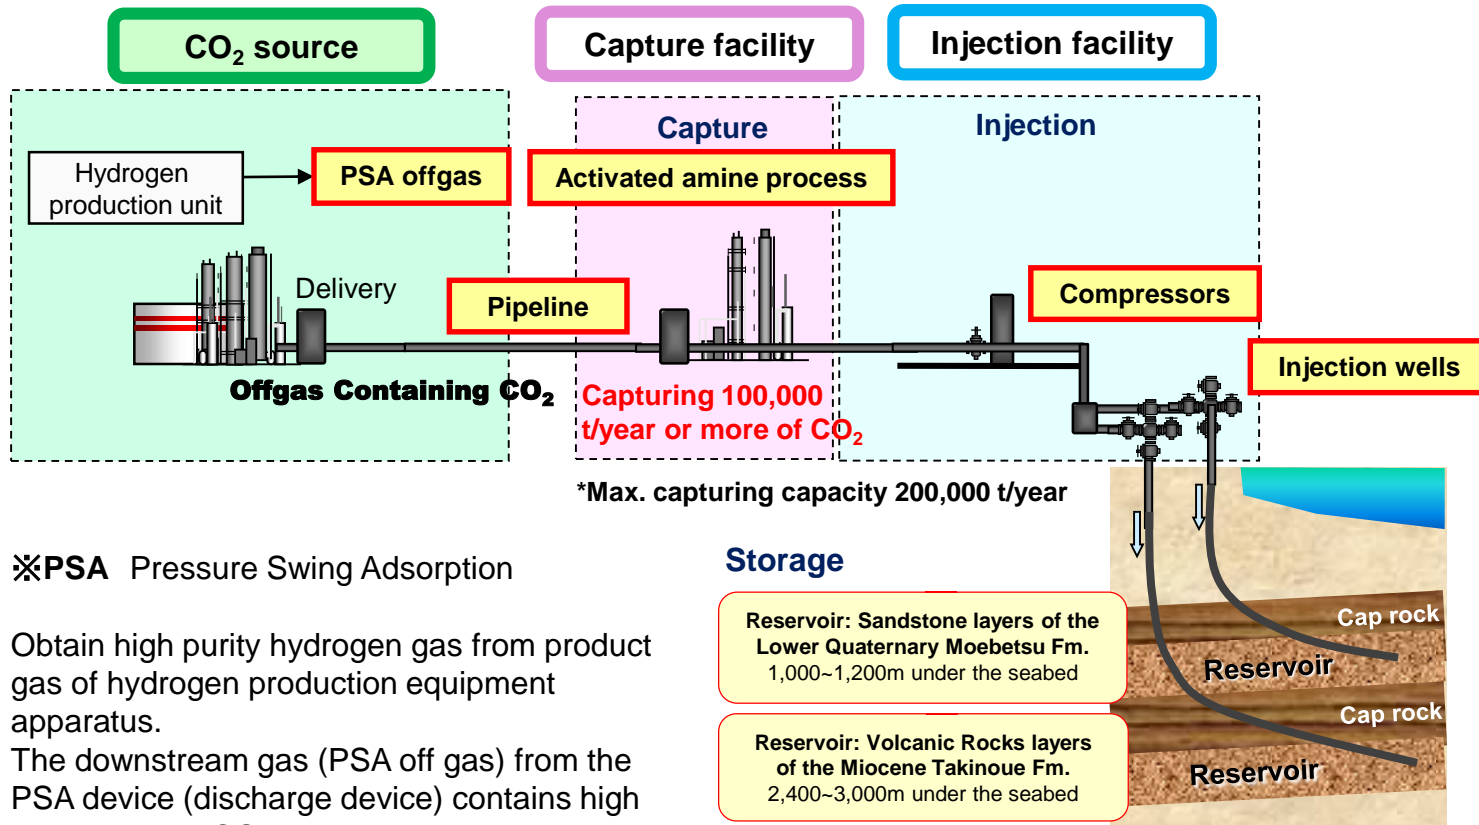 CO₂ source
Capture facility
Injection facility
Capture
Injection
Hydrogen
production unit
PSA offgas
Activated amine process
Delivery
Pipeline
Compressors
Injection wells
Offgas Containing CO₂
Capturing 100,000
t/year or more of CO₂
*Max. capturing capacity 200,000 t/year
※PSA Pressure Swing Adsorption
Obtain high purity hydrogen gas from product
gas of hydrogen production equipment
apparatus.
The downstream gas (PSA off gas) from the
PSA device (discharge device) contains high
Storage
Reservoir: Sandstone layers of the
Lower Quaternary Moebetsu Fm.
1,000~1,200m under the seabed
Reservoir: Volcanic Rocks layers
of the Miocene Takinoue Fm.
2,400~3,000m under the seabed
Cap rock
Reservoir
Cap rock
Reservoir